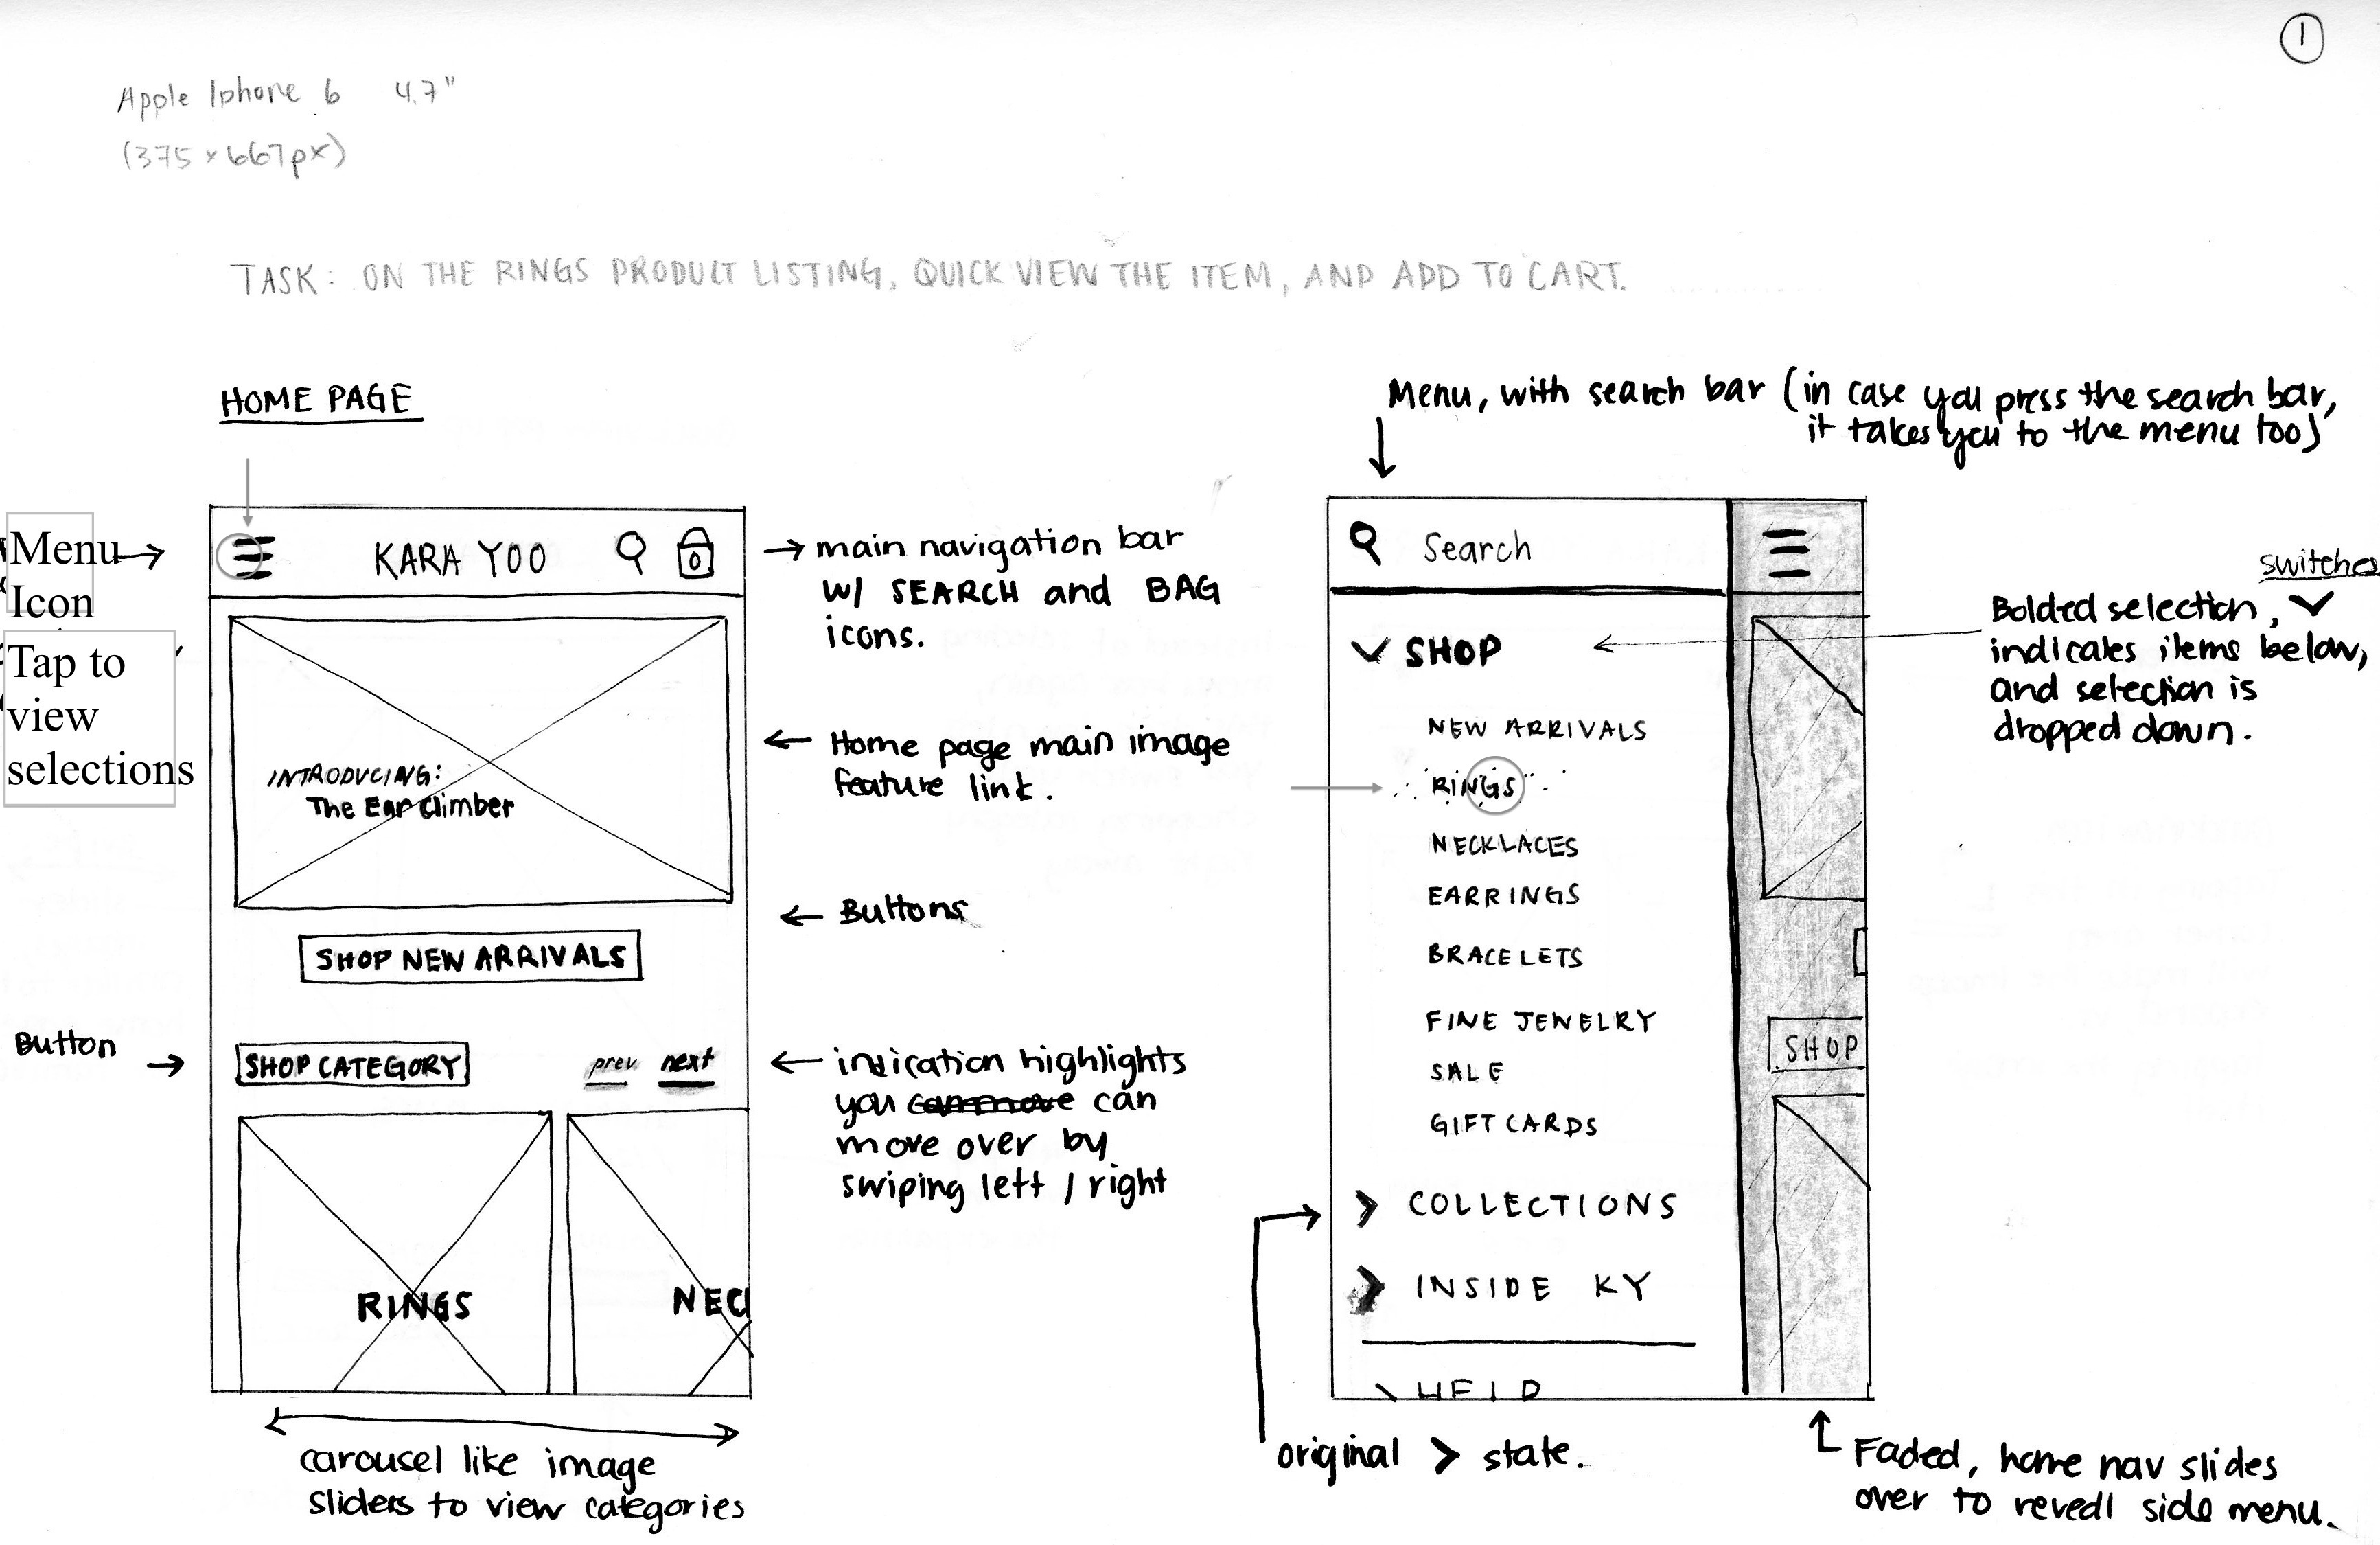 1
Apple Iphone 6 4.7"
(375 x 667px)
TASK: ON THE RINGS PRODUCT LISTING, QUICK VIEW THE ITEM, AND ADD TO CART.
HOME PAGE
Menu
Icon
Tap to
view
selections
KARA YOO
main navigation bar
w/ SEARCH and BAG
icons.
INTRODUCING:
The Ear Climber
Home page main image
feature link.
Buttons
SHOP NEW ARRIVALS
Button
SHOP CATEGORY
prev next
indication highlights
you can
move over by
swiping left / right
RINGS
NEC
carousel like image
sliders to view categories
Menu, with search bar (in case you press the search bar,
it takes you to the menu too)
Search
switches
Bolded selection,
indicates items below,
and selection is
dropped down.
SHOP
NEW ARRIVALS
RINGS
NECKLACES
EARRINGS
BRACELETS
FINE JEWELRY
SALE
GIFT CARDS
> COLLECTIONS
> INSIDE KY
HELP
SHOP
original > state.
Faded, home nav slides
over to reveal side menu.